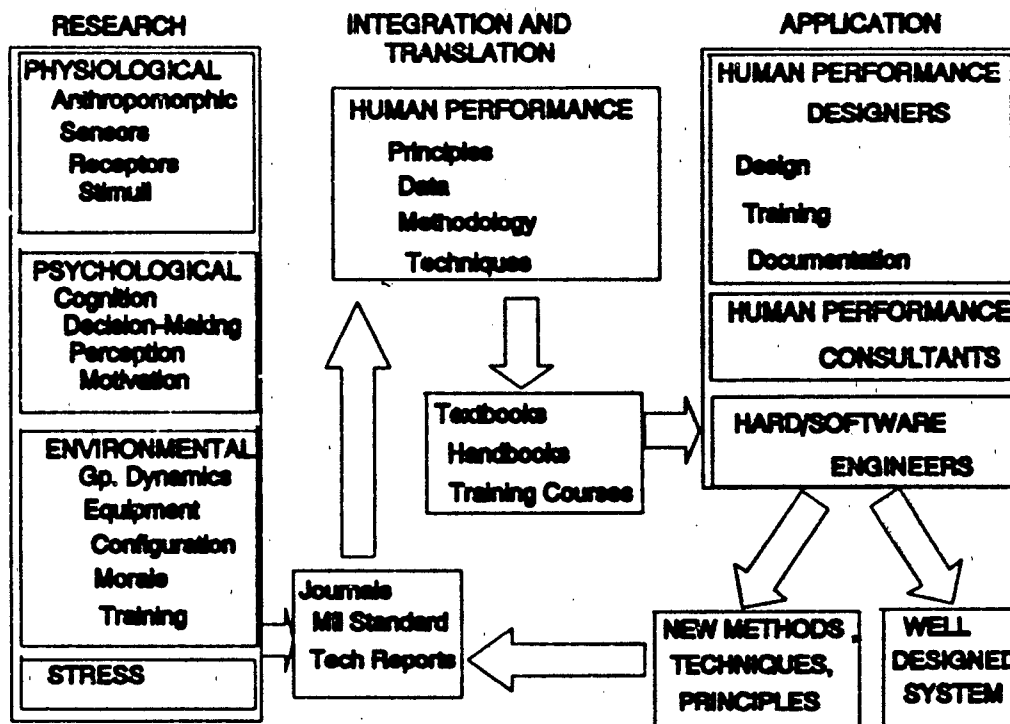 RESEARCH
PHYSIOLOGICAL
Anthropomorphic
Sensors
Receptors
Stimuli
PSYCHOLOGICAL
Cognition
Decision-Making
Perception
Motivation
ENVIRONMENTAL
Gp. Dynamics
Equipment
Configuration
Morale
Training
STRESS
INTEGRATION AND
TRANSLATION
HUMAN PERFORMANCE
Principles
Data
Methodology
Techniques
Textbooks
Handbooks
Training Courses
Journals
Mil Standard
Tech Reports
APPLICATION
HUMAN PERFORMANCE
DESIGNERS
Design
Training
Documentation
HUMAN PERFORMANCE
CONSULTANTS
HARD/SOFTWARE
ENGINEERS
NEW METHODS,
TECHNIQUES,
PRINCIPLES
WELL
DESIGNED
SYSTEM